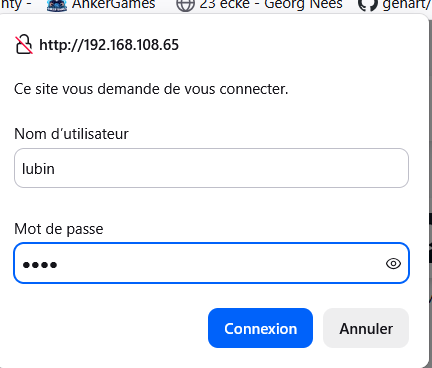 nty - AnkerGames 23 ecke - Georg Nees genart/
http://192.168.108.65
Ce site vous demande de vous connecter.
Nom d’utilisateur
lubin
Mot de passe
••••
Connexion Annuler